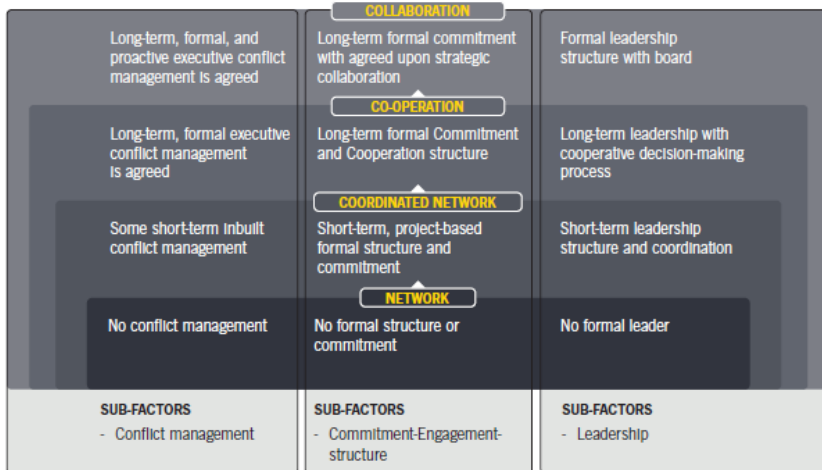 COLLABORATION
Long-term, formal, and
proactive executive conflict
management is agreed
Long-term formal commitment
with agreed upon strategic
collaboration
Formal leadership
structure with board
CO-OPERATION
Long-term, formal executive
conflict management
is agreed
Long-term formal Commitment
and Cooperation structure
Long-term leadership with
cooperative decision-making
process
COORDINATED NETWORK
Some short-term inbuilt
conflict management
Short-term, project-based
formal structure and
commitment
Short-term leadership
structure and coordination
NETWORK
No conflict management
No formal structure or
commitment
No formal leader
SUB-FACTORS
- Conflict management
SUB-FACTORS
- Commitment-Engagement-
structure
SUB-FACTORS
- Leadership